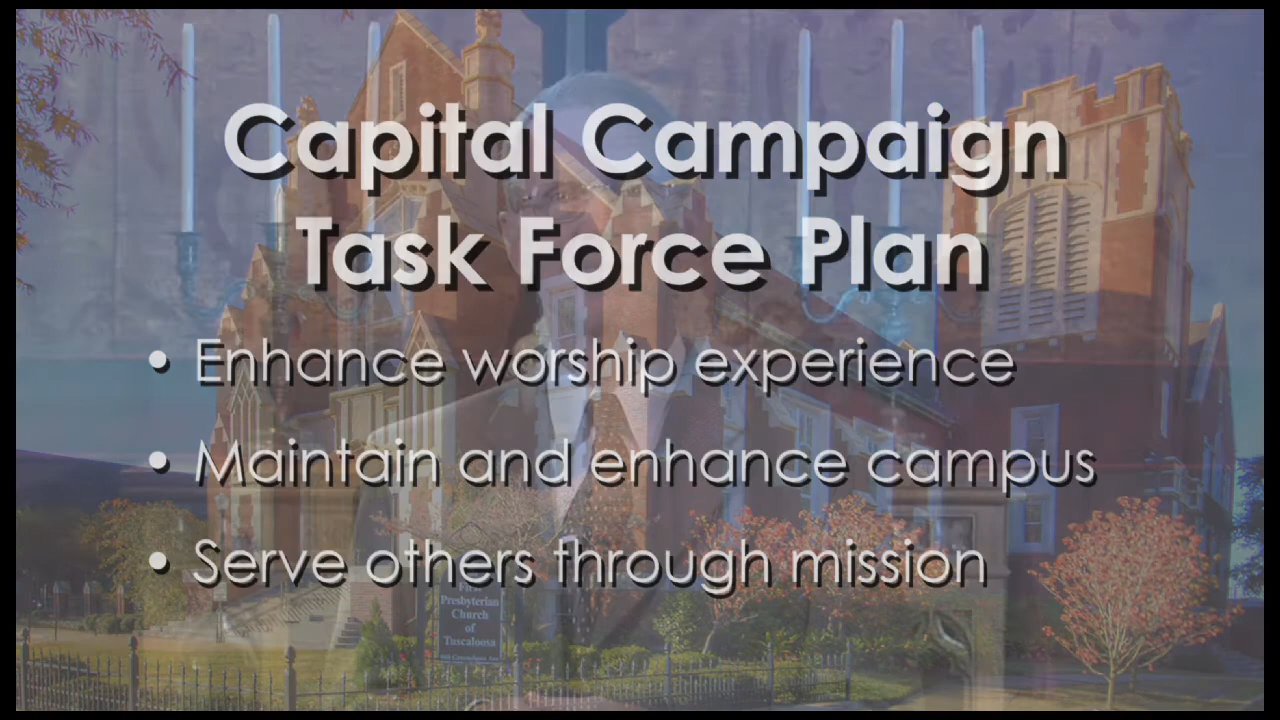 Capital Campaign
Task Force Plan
• Enhance worship experience
• Maintain and enhance campus
• Serve others through mission
First
Presbyterian
Church
of
Tuscaloosa